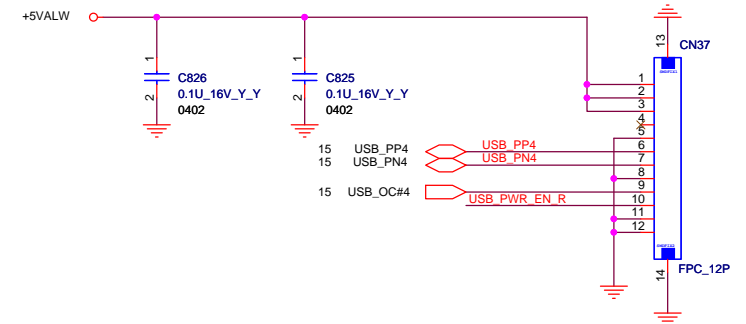 +5VALW
13
CN37
1
1
C826
C825
0.1U_16V_Y_Y
0.1U_16V_Y_Y
2
2
0402
0402
1
2
3
4
5
15 USB_PP4 USB_PP4 6
15 USB_PN4 USB_PN4 7
8
15 USB_OC#4 9
USB_PWR_EN_R 10
11
12
14
FPC_12P